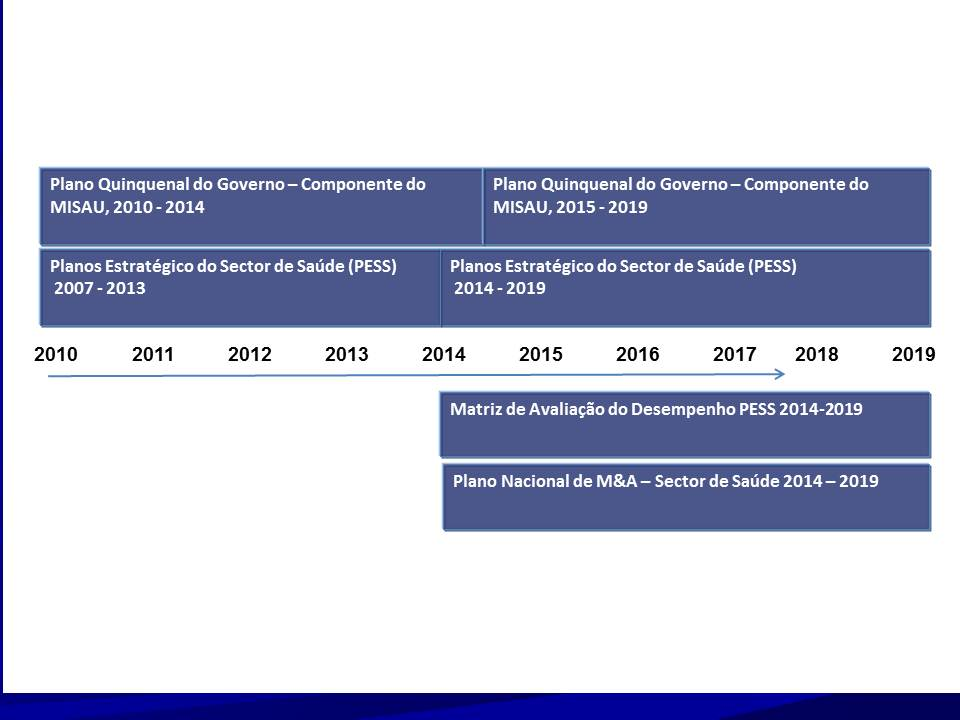 Plano Quinquenal do Governo – Componente do
MISAU, 2010 - 2014
Plano Quinquenal do Governo – Componente do
MISAU, 2015 - 2019
Planos Estratégico do Sector de Saúde (PESS)
2007 - 2013
Planos Estratégico do Sector de Saúde (PESS)
2014 - 2019
2010 2011 2012 2013 2014 2015 2016 2017 2018 2019
Matriz de Avaliação do Desempenho PESS 2014-2019
Plano Nacional de M&A – Sector de Saúde 2014 – 2019